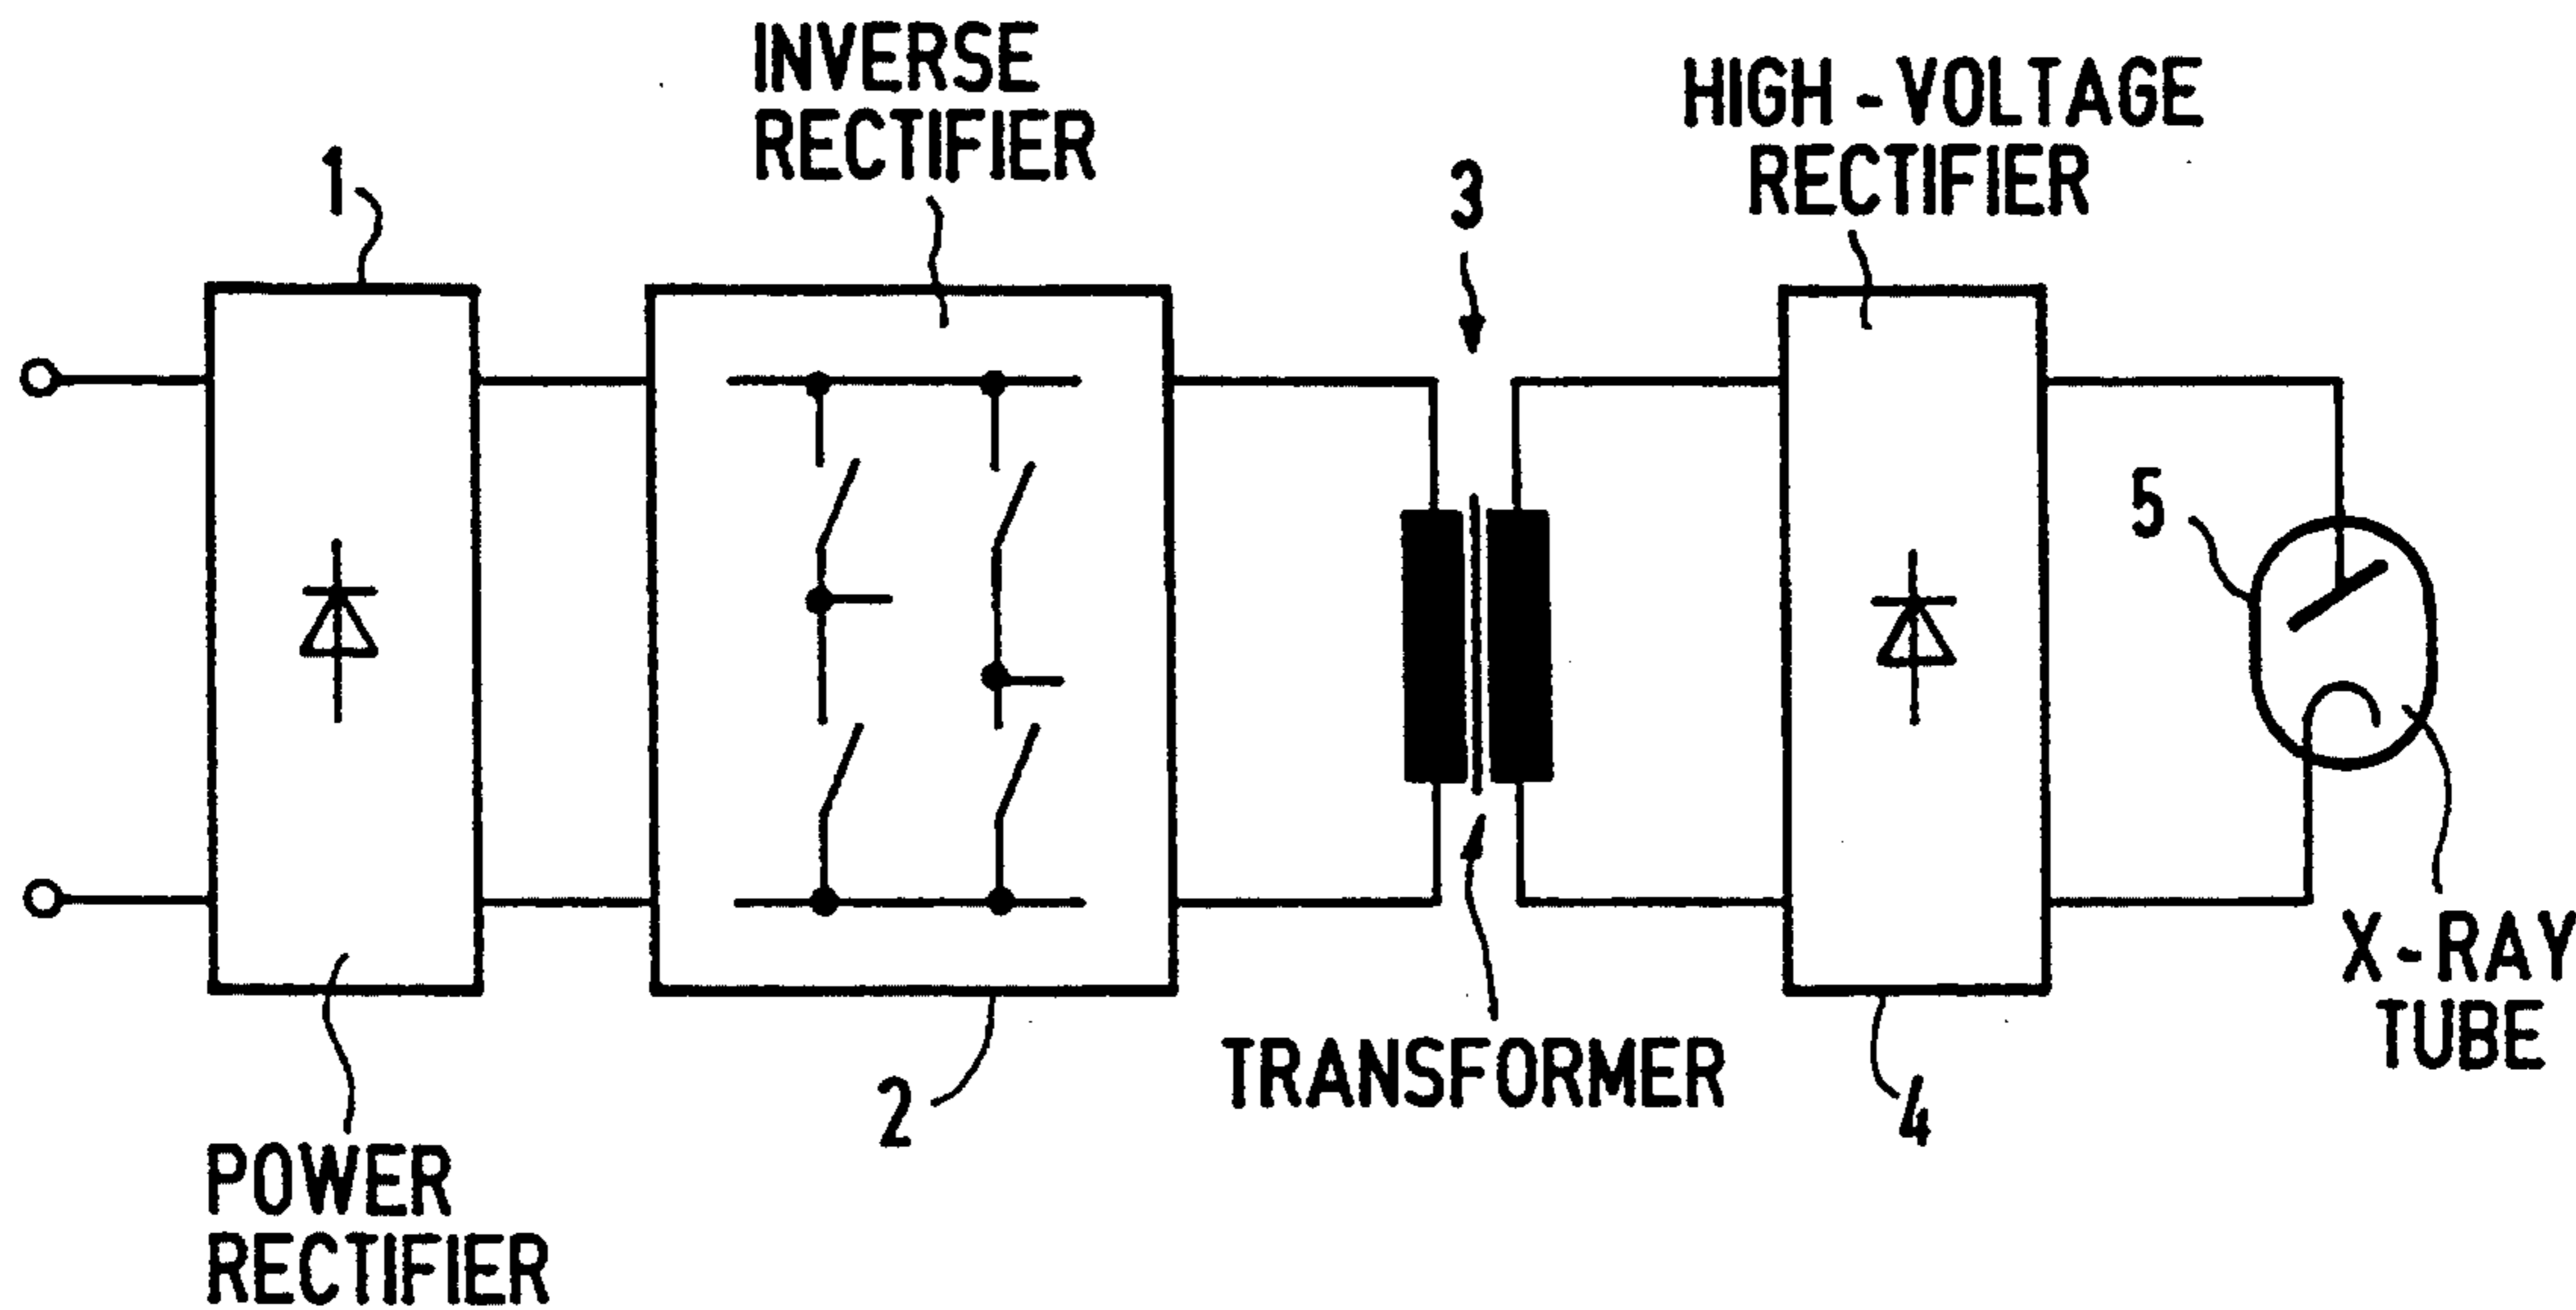 INVERSE
RECTIFIER
HIGH - VOLTAGE
RECTIFIER
1
3
5
2
TRANSFORMER
4
X - RAY
TUBE
POWER
RECTIFIER